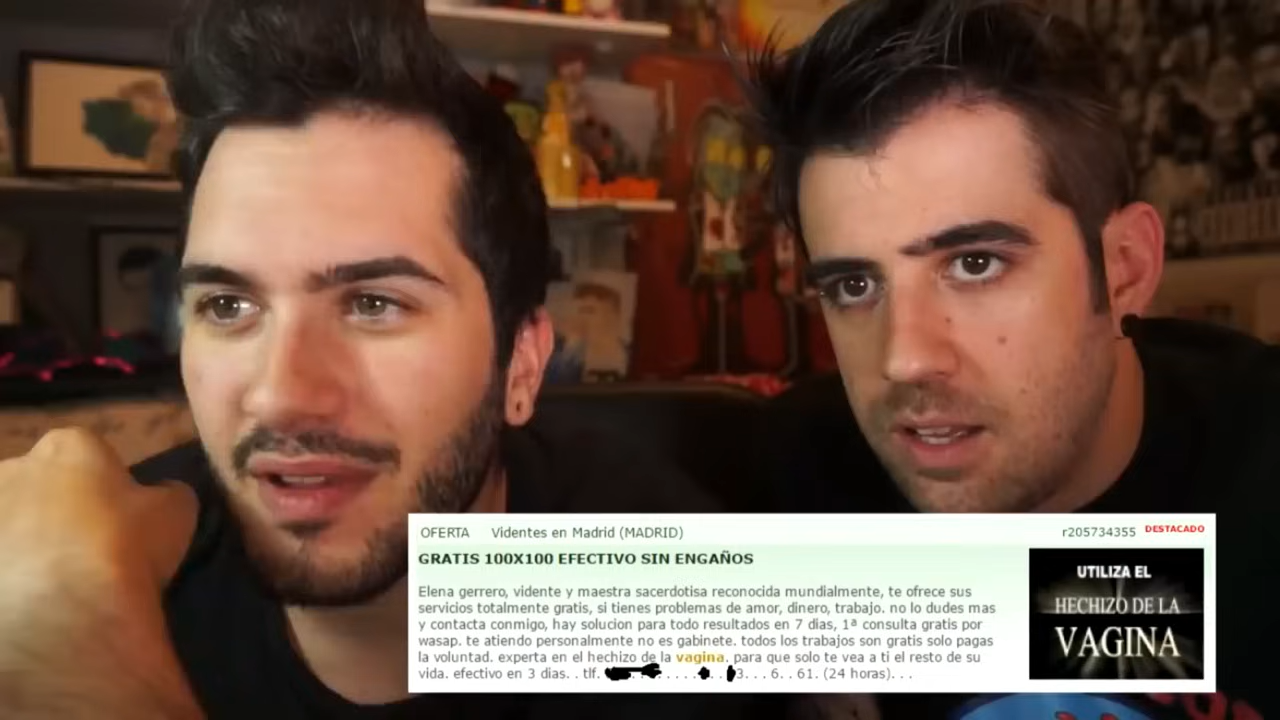 OFERTA Videntes en Madrid (MADRID) r205734355 DESTACADO
GRATIS 100X100 EFECTIVO SIN ENGAÑOS
Elena gerrero, vidente y maestra sacerdotisa reconocida mundialmente, te ofrece sus
servicios totalmente gratis, si tienes problemas de amor, dinero, trabajo. no lo dudes mas
y contacta conmigo, hay solucion para todo resultados en 7 dias, 1ª consulta gratis por
wasap. te atiendo personalmente no es gabinete. todos los trabajos son gratis solo pagas
la voluntad. experta en el hechizo de la vagina. para que solo te vea a ti el resto de su
vida. efectivo en 3 dias. . tlf. . . . . . . . 3. . . 6. . 61. (24 horas). . .
UTILIZA EL
HECHIZO DE LA
VAGINA